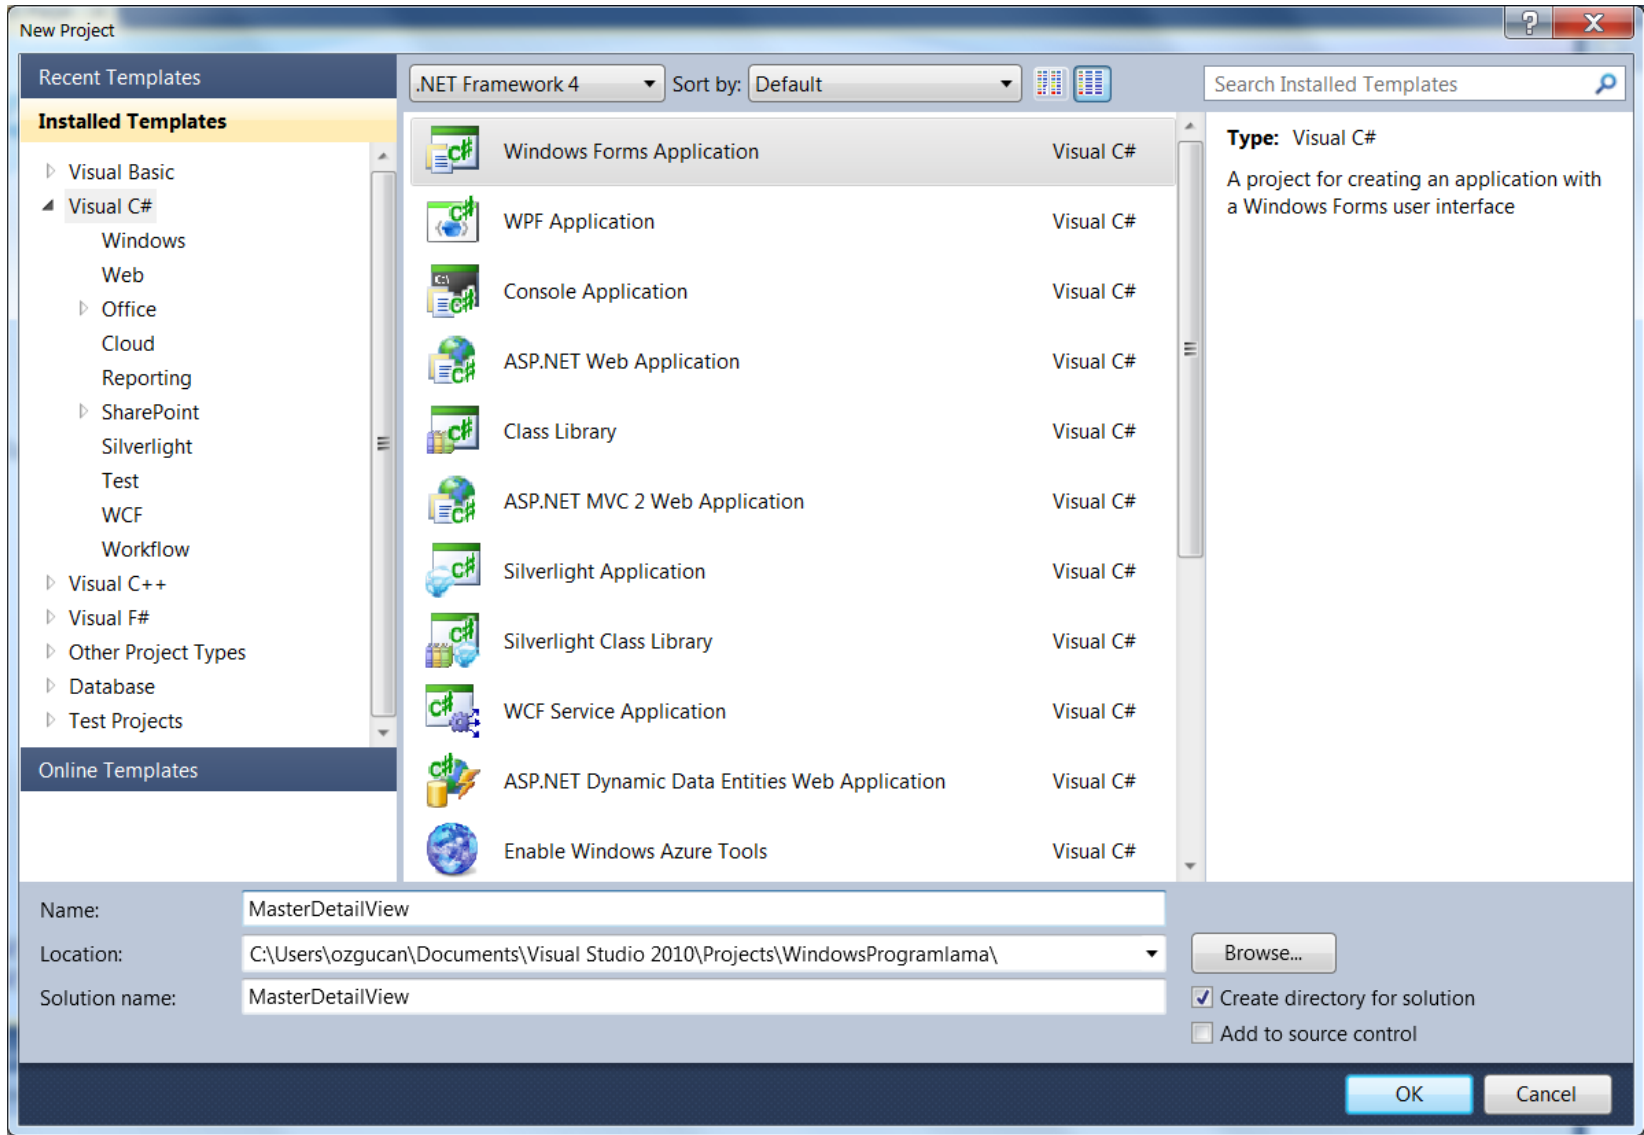 New Project
Recent Templates
Installed Templates
Visual Basic
Visual C#
Windows
Web
Office
Cloud
Reporting
SharePoint
Silverlight
Test
WCF
Workflow
Visual C++
Visual F#
Other Project Types
Database
Test Projects
Online Templates
.NET Framework 4
Sort by: Default
Windows Forms Application Visual C#
WPF Application Visual C#
Console Application Visual C#
ASP.NET Web Application Visual C#
Class Library Visual C#
ASP.NET MVC 2 Web Application Visual C#
Silverlight Application Visual C#
Silverlight Class Library Visual C#
WCF Service Application Visual C#
ASP.NET Dynamic Data Entities Web Application Visual C#
Enable Windows Azure Tools Visual C#
Search Installed Templates
Type: Visual C#
A project for creating an application with
a Windows Forms user interface
Name: MasterDetailView
Location: C:\Users\ozgucan\Documents\Visual Studio 2010\Projects\WindowsProgramlama\
Browse...
Solution name: MasterDetailView
Create directory for solution
Add to source control
OK
Cancel